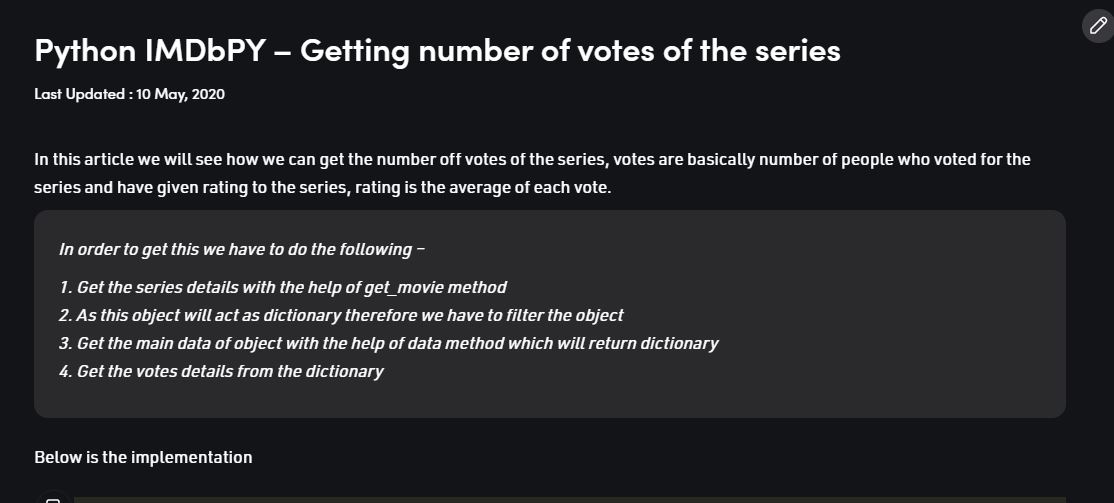 Python IMDbPY – Getting number of votes of the series
Last Updated : 10 May, 2020
In this article we will see how we can get the number off votes of the series, votes are basically number of people who voted for the
series and have given rating to the series, rating is the average of each vote.
In order to get this we have to do the following –
1. Get the series details with the help of get_movie method
2. As this object will act as dictionary therefore we have to filter the object
3. Get the main data of object with the help of data method which will return dictionary
4. Get the votes details from the dictionary
Below is the implementation